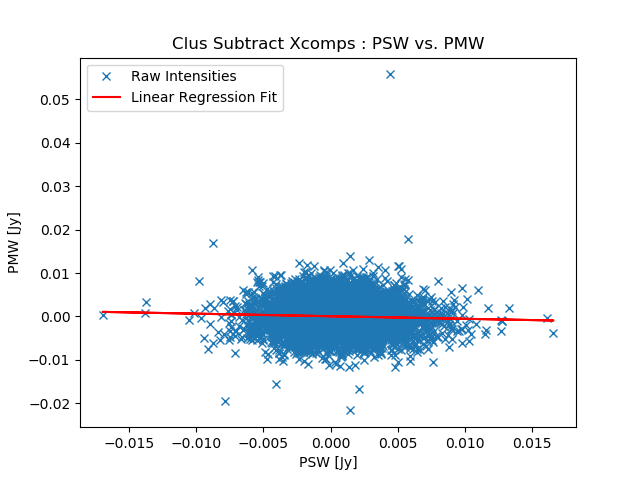 Clus Subtract Xcomps : PSW vs. PMW
Raw Intensities
Linear Regression Fit
0.05
0.04
0.03
0.02
0.01
0.00
−0.01
−0.02
PMW [Jy]
−0.015 −0.010 −0.005 0.000 0.005 0.010 0.015
PSW [Jy]